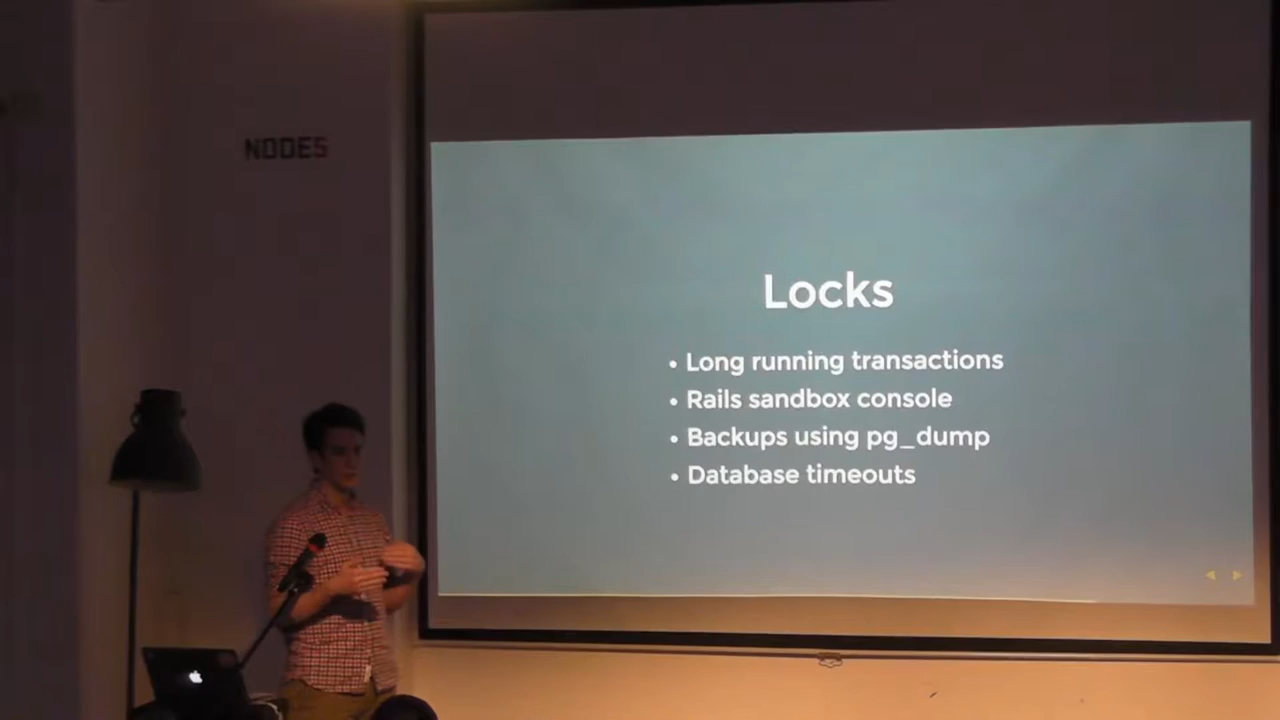 NODES
Locks
• Long running transactions
• Rails sandbox console
• Backups using pg_dump
• Database timeouts